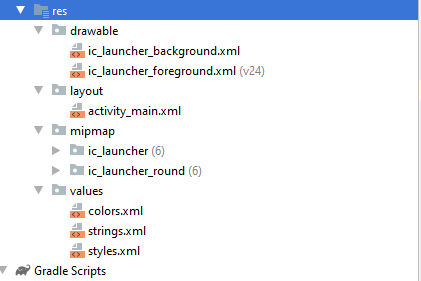 res
drawable
ic_launcher_background.xml
ic_launcher_foreground.xml (v24)
layout
activity_main.xml
mipmap
ic_launcher (6)
ic_launcher_round (6)
values
colors.xml
strings.xml
styles.xml
Gradle Scripts